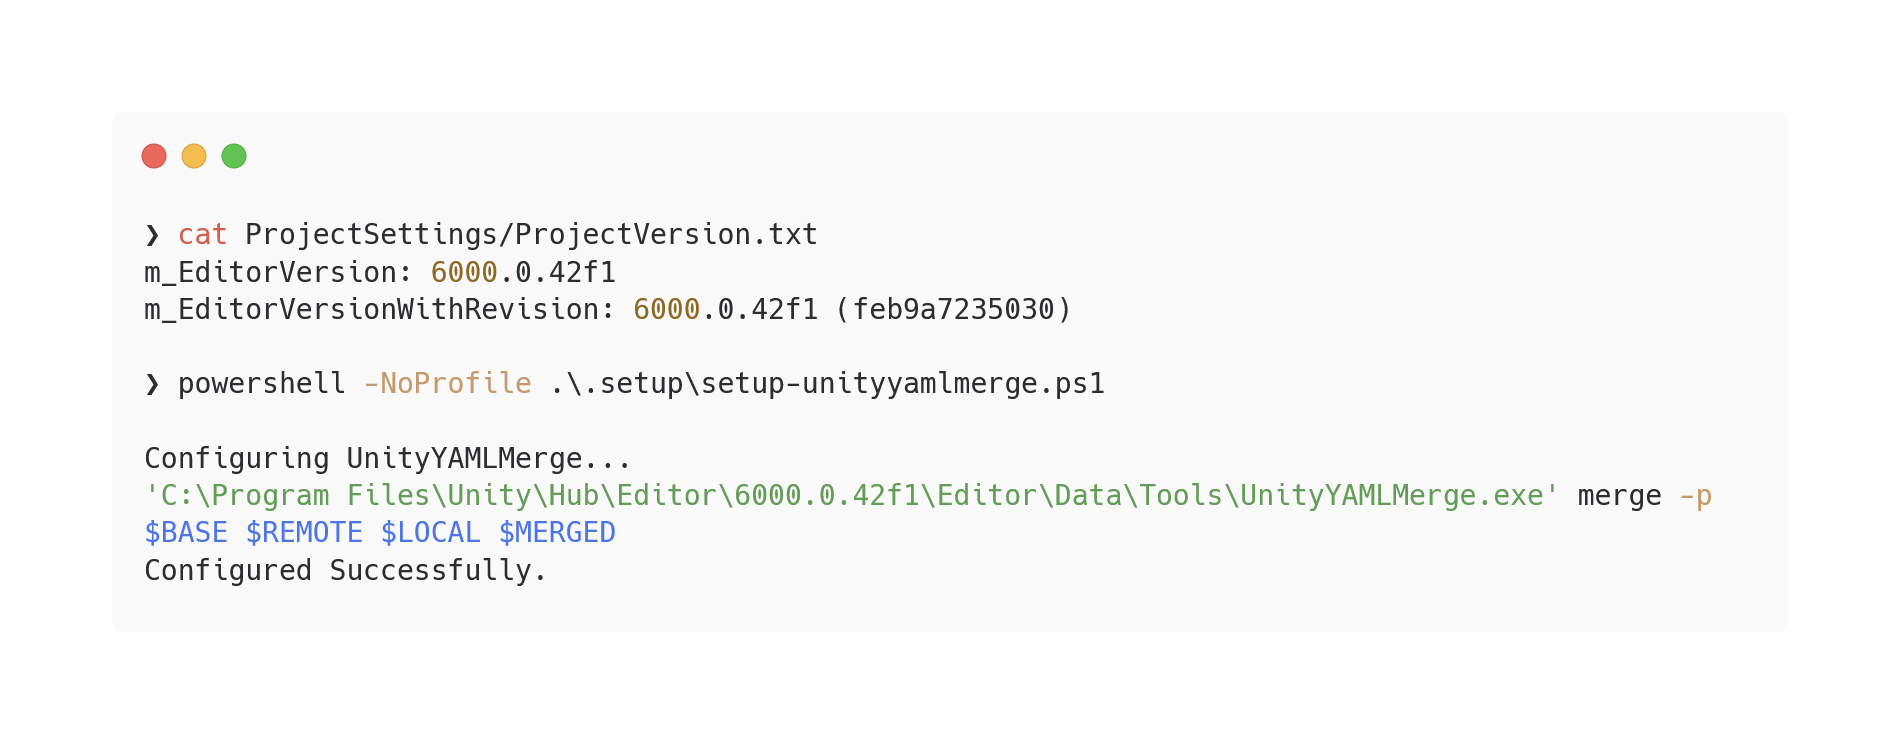 ❯ cat ProjectSettings/ProjectVersion.txt
m_EditorVersion: 6000.0.42f1
m_EditorVersionWithRevision: 6000.0.42f1 (feb9a7235030)
❯ powershell -NoProfile .\.setup\setup-unityyamlmerge.ps1
Configuring UnityYAMLMerge...
'C:\Program Files\Unity\Hub\Editor\6000.0.42f1\Editor\Data\Tools\UnityYAMLMerge.exe' merge -p
$BASE $REMOTE $LOCAL $MERGED
Configured Successfully.